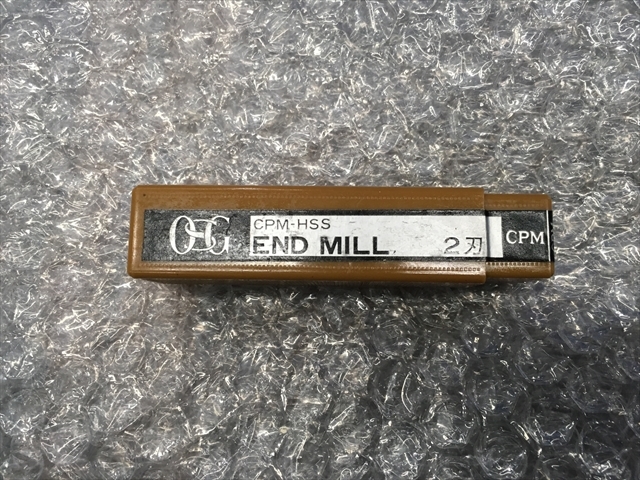 OSG
CPM-HSS
END MILL 2刃
CPM